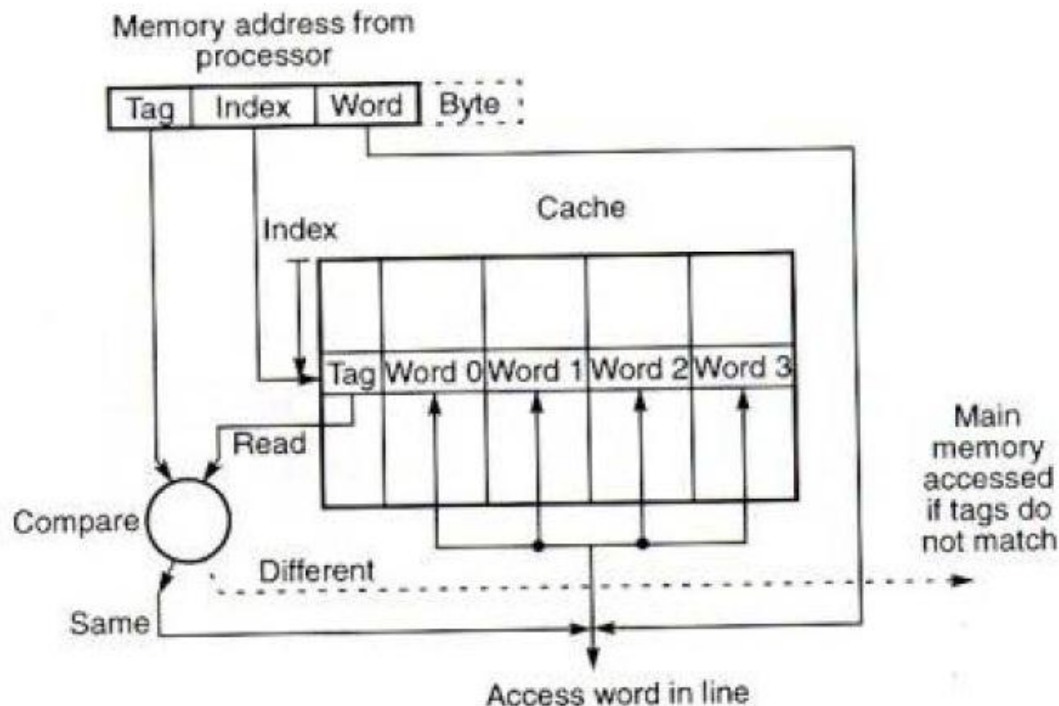 Memory address from
processor
Tag Index Word Byte
Cache
Index
Tag Word 0 Word 1 Word 2 Word 3
Read
Compare
Main
memory
accessed
if tags do
not match
Different
Same
Access word in line